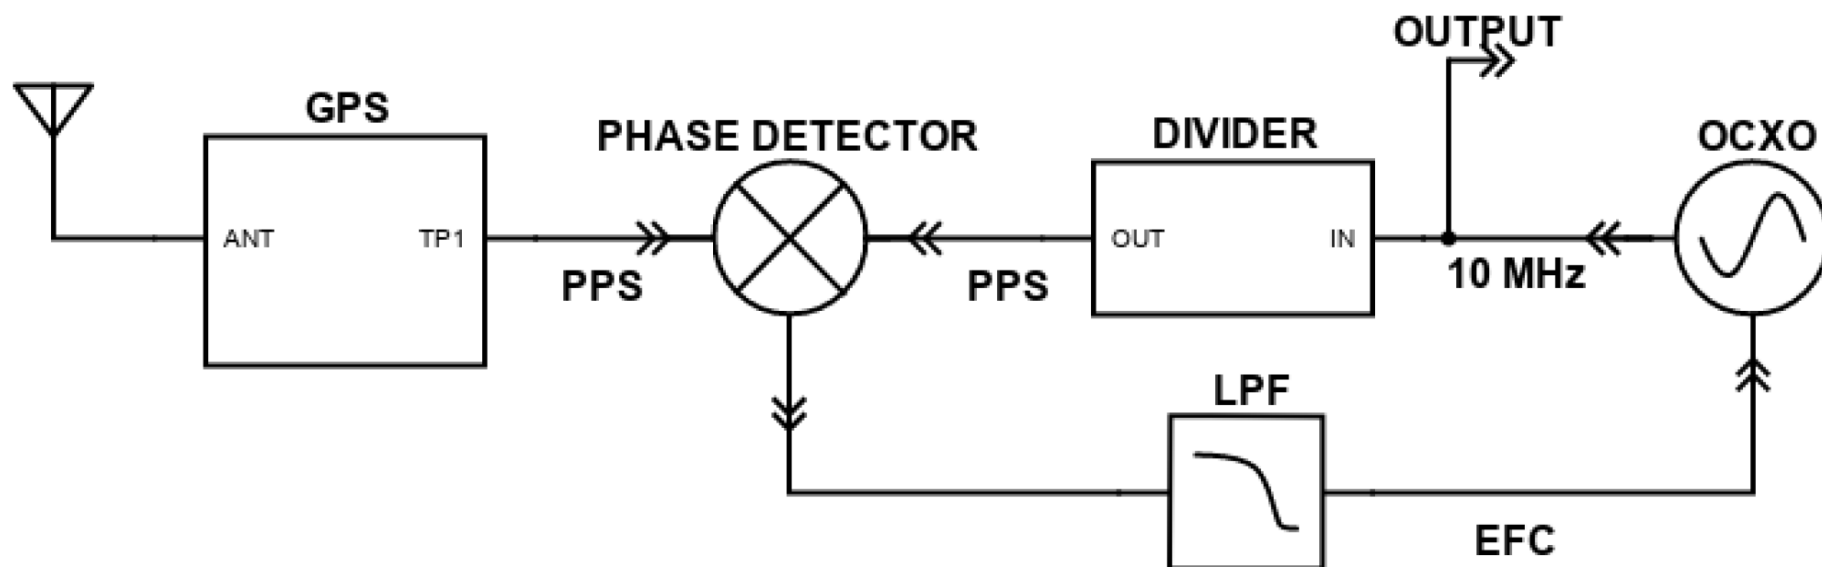 OUTPUT
GPS
PHASE DETECTOR
DIVIDER
OCXO
ANT
TP1
OUT
IN
PPS
PPS
10 MHz
LPF
EFC